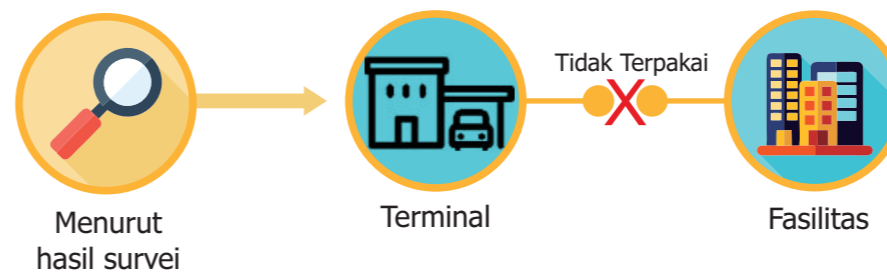 Tidak Terpakai
Menurut
hasil survei
Terminal
Fasilitas